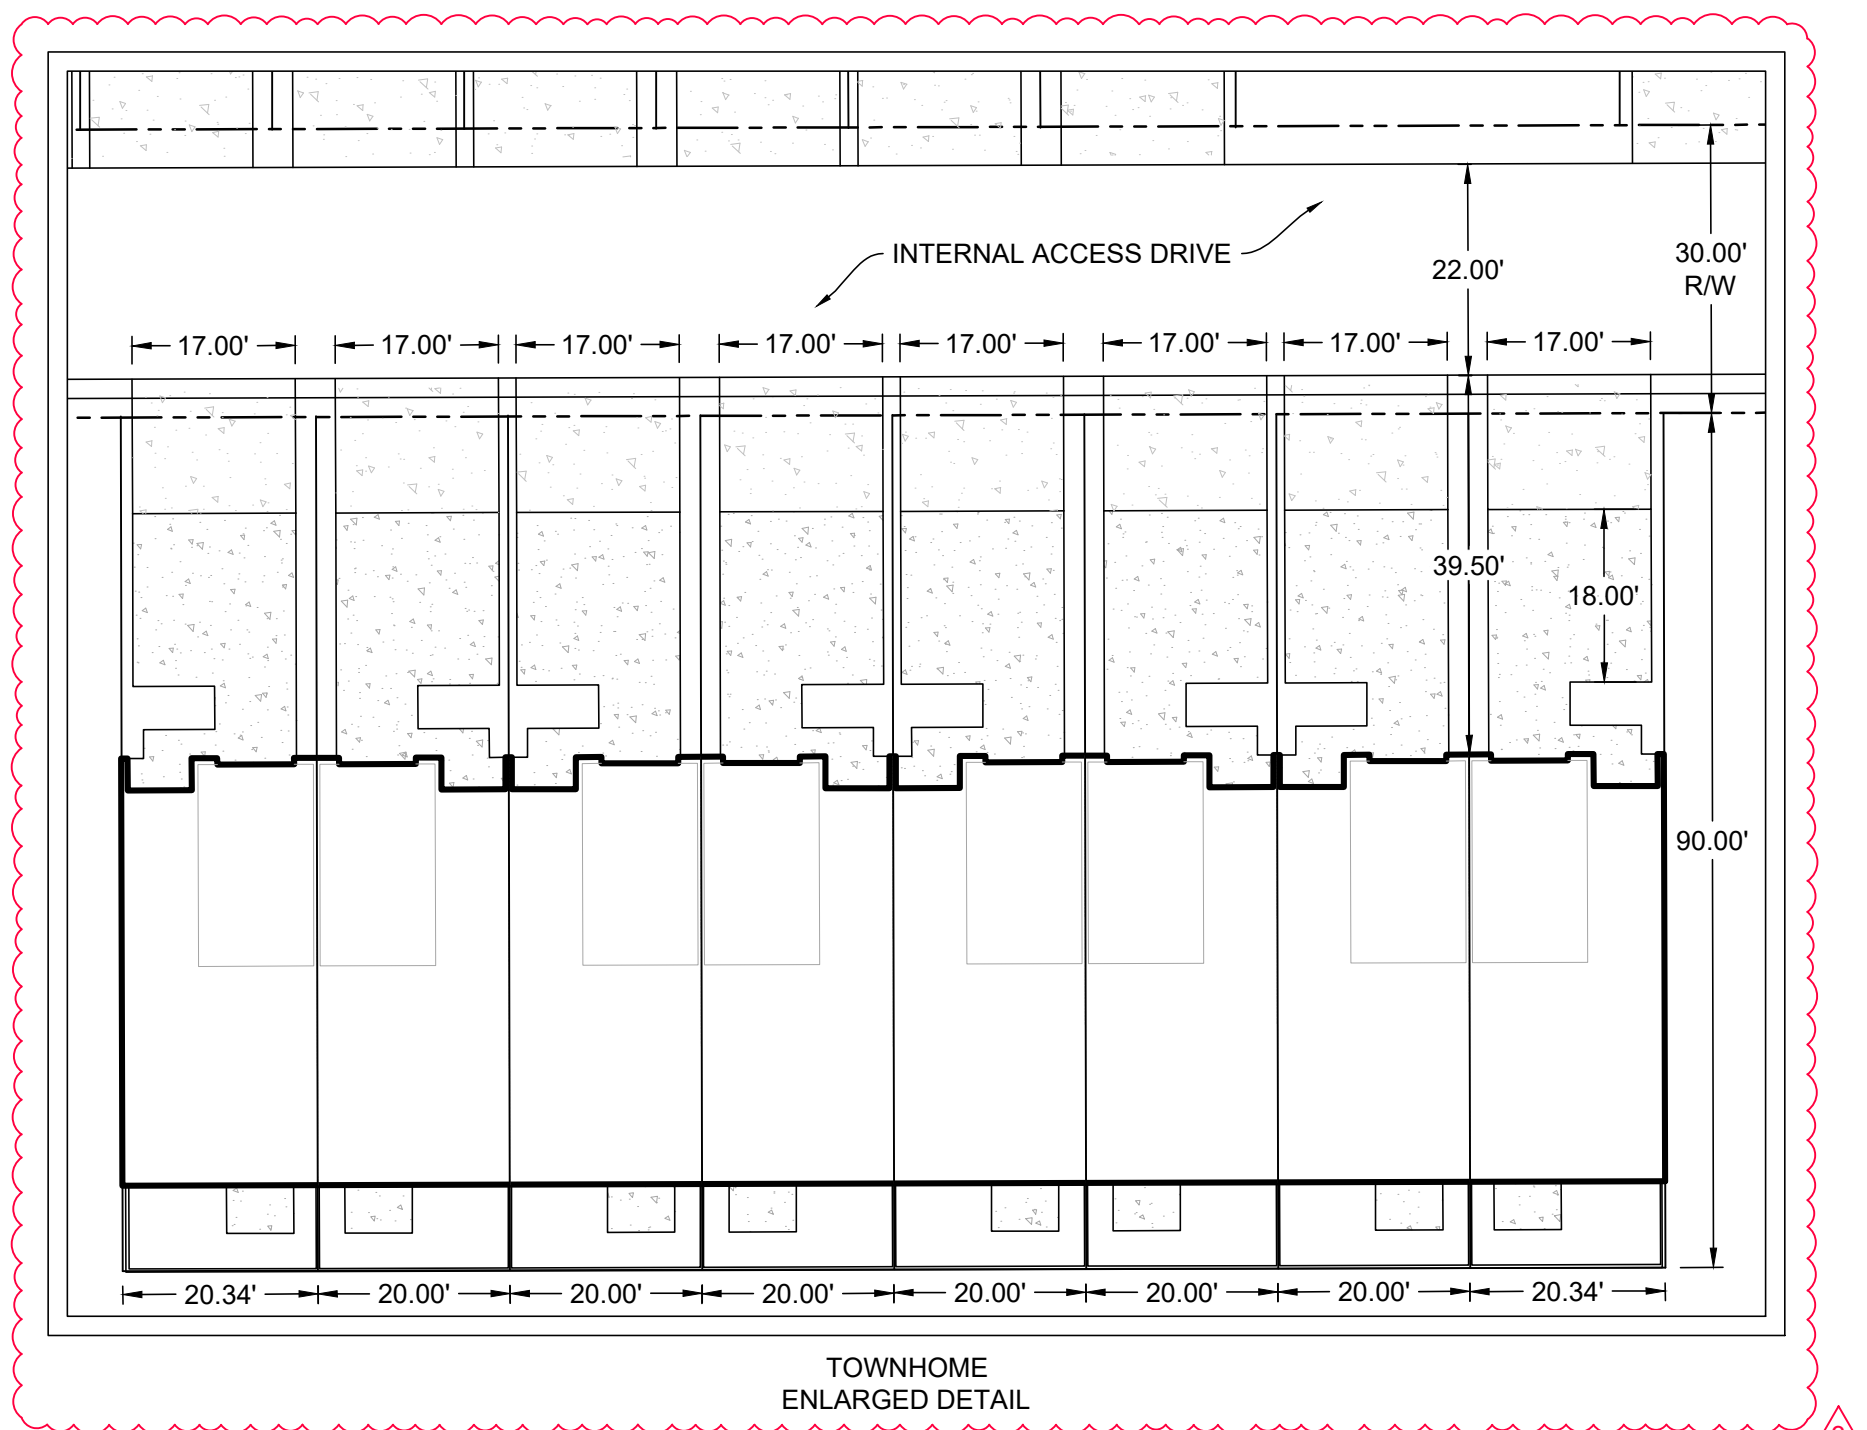 INTERNAL ACCESS DRIVE
22.00'
30.00'
R/W
17.00' 17.00' 17.00' 17.00' 17.00' 17.00' 17.00' 17.00'
39.50'
18.00'
90.00'
20.34' 20.00' 20.00' 20.00' 20.00' 20.00' 20.00' 20.34'
TOWNHOME
ENLARGED DETAIL